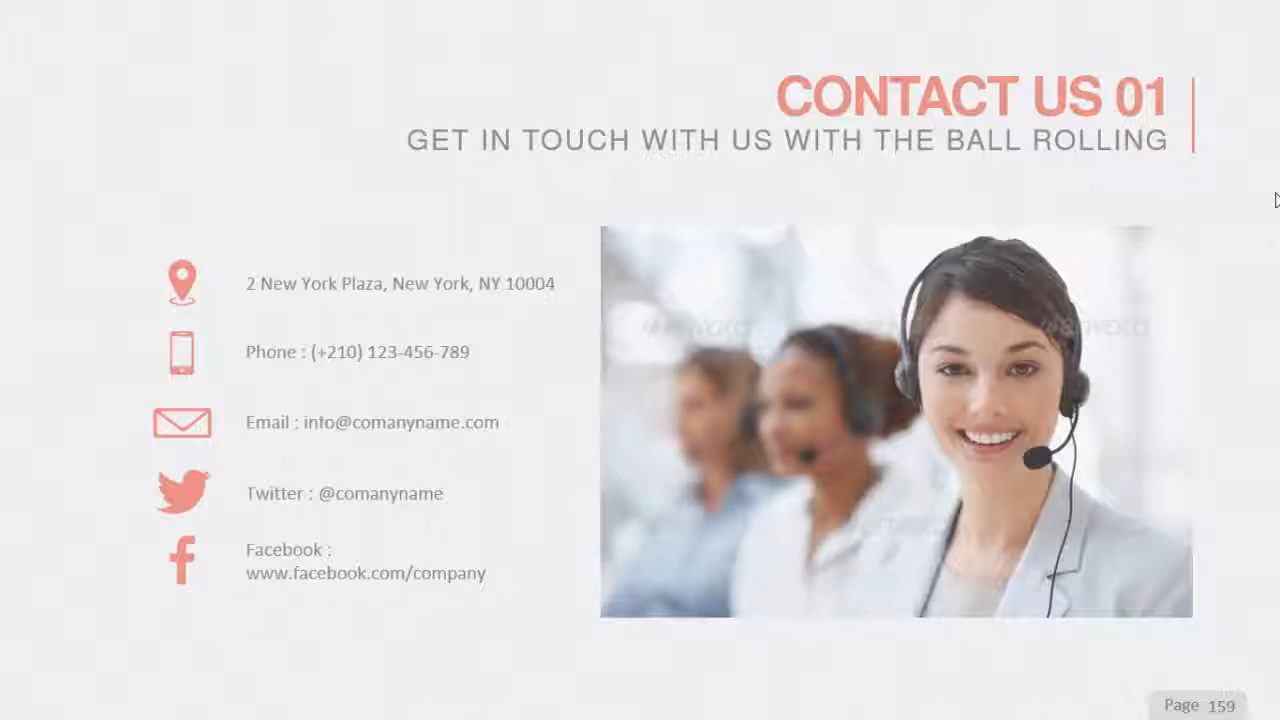 CONTACT US 01
GET IN TOUCH WITH US WITH THE BALL ROLLING
2 New York Plaza, New York, NY 10004
Phone : (+210) 123-456-789
Email : info@comanyname.com
Twitter : @comanyname
Facebook :
www.facebook.com/company
Page 159